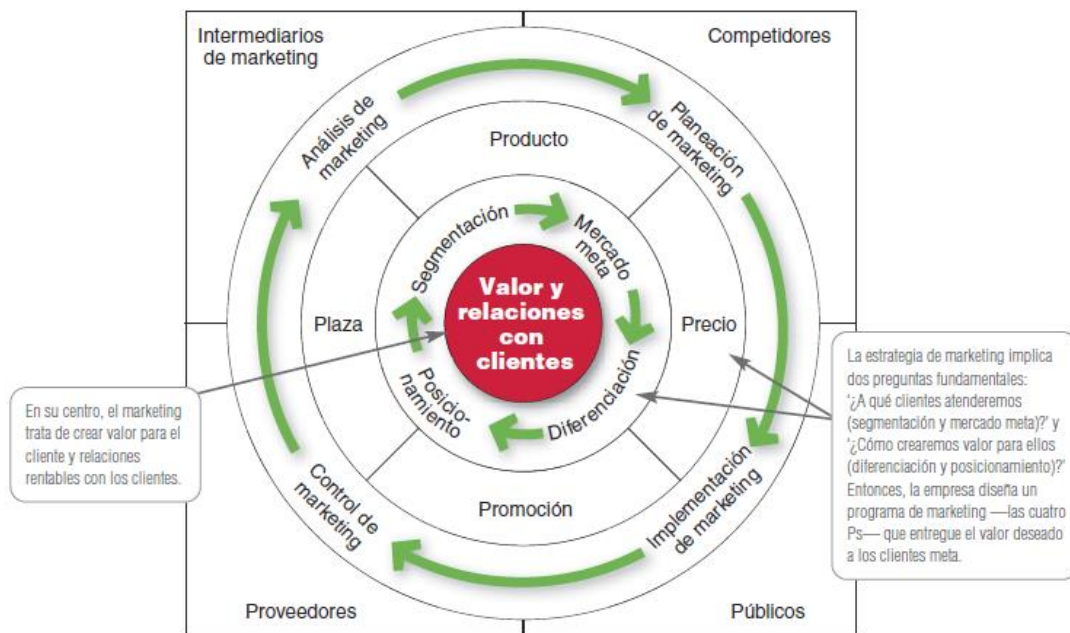 Intermediarios
de marketing
Competidores
Análisis de
marketing
Planeación
de marketing
Producto
Segmentación
Mercado
meta
Valor y
relaciones
con
clientes
Plaza
Precio
Posicio-
namiento
Diferenciación
En su centro, el marketing
trata de crear valor para el
cliente y relaciones
rentables con los clientes.
La estrategia de marketing implica
dos preguntas fundamentales:
'¿A qué clientes atenderemos
(segmentación y mercado meta)?' y
'¿Cómo crearemos valor para ellos
(diferenciación y posicionamiento)?'
Entonces, la empresa diseña un
programa de marketing —las cuatro
Ps— que entregue el valor deseado
a los clientes meta.
Promoción
Control de
marketing
Implementación
de marketing
Proveedores
Públicos